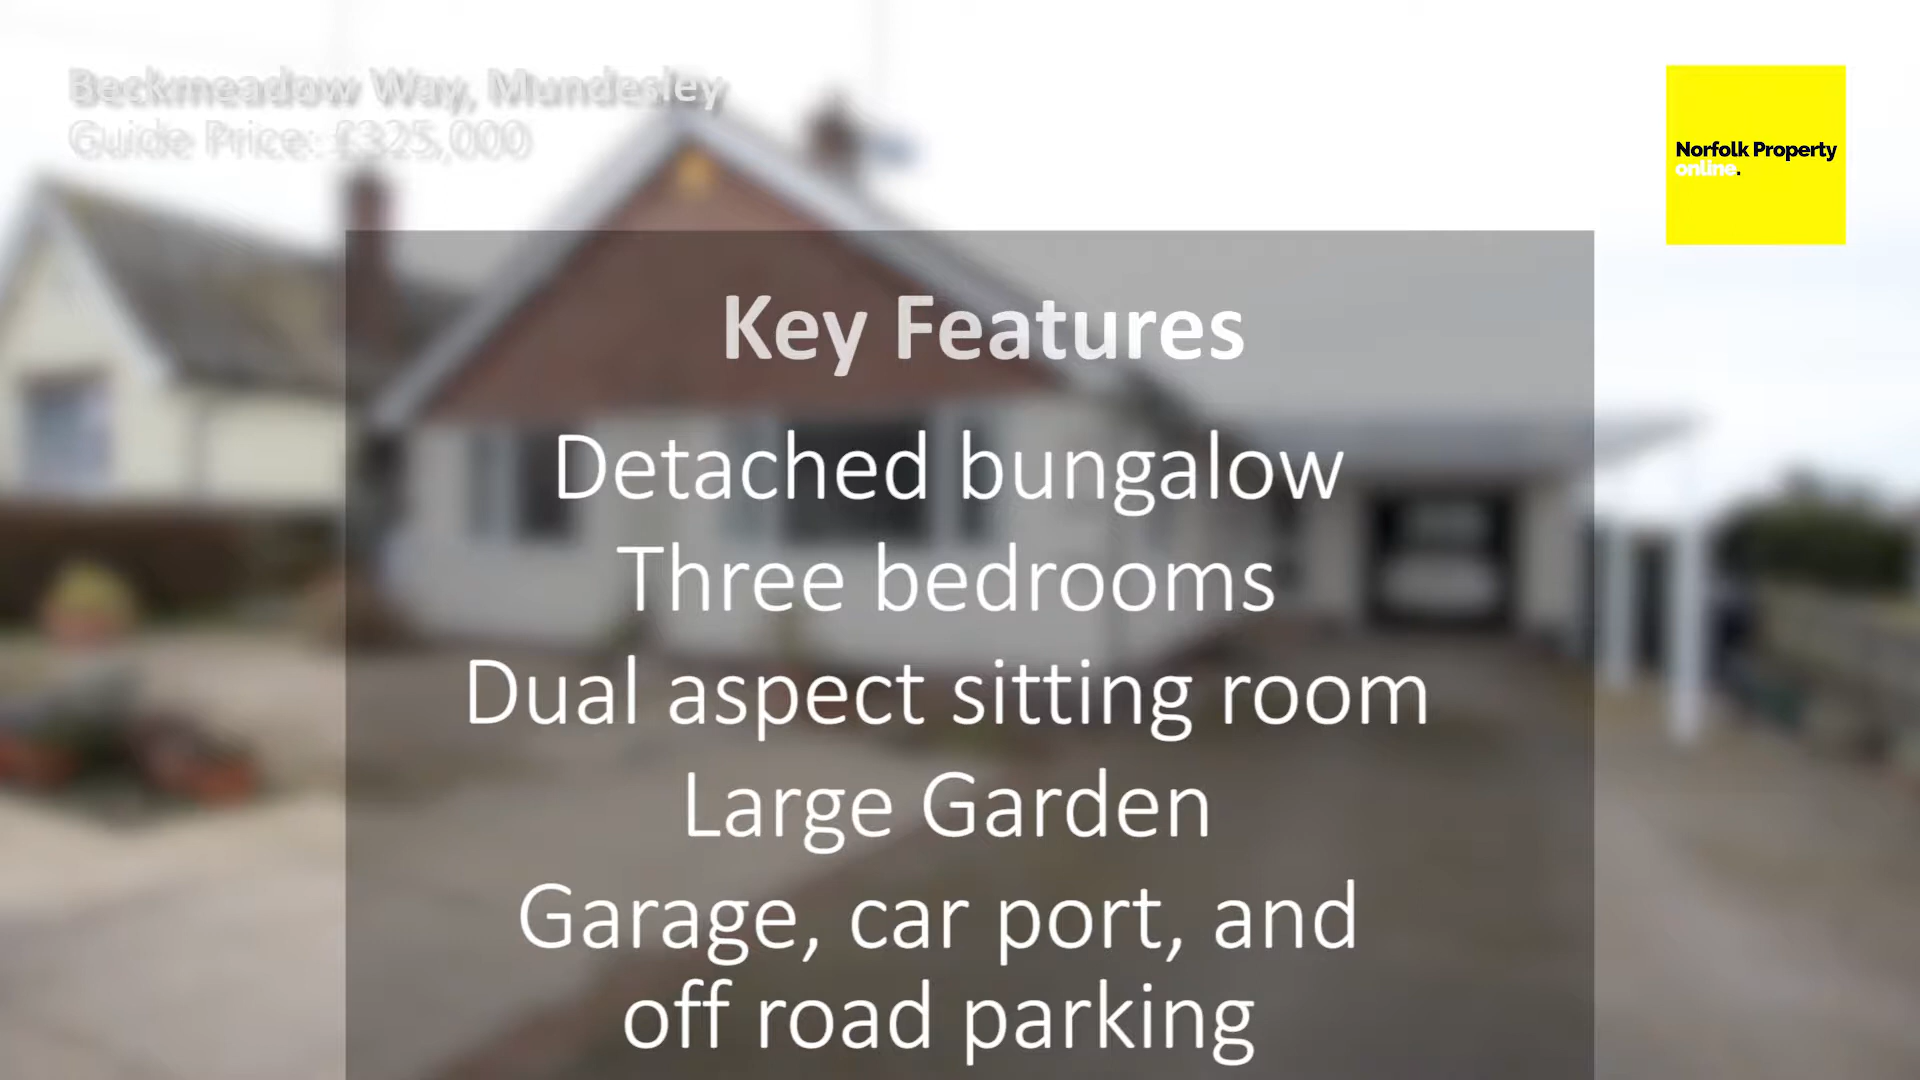 Beckmeadow Way, Mundesley
Guide Price: £325,000
Norfolk Property
online.
Key Features
Detached bungalow
Three bedrooms
Dual aspect sitting room
Large Garden
Garage, car port, and
off road parking